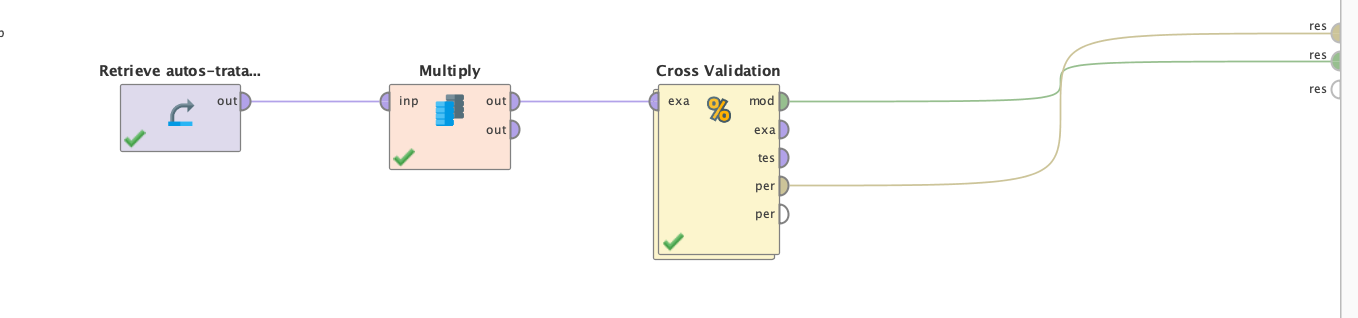 res
Retrieve autos-trata...
Multiply
Cross Validation
res
res
out
inp
out
exa
mod
out
exa
tes
per
per
%